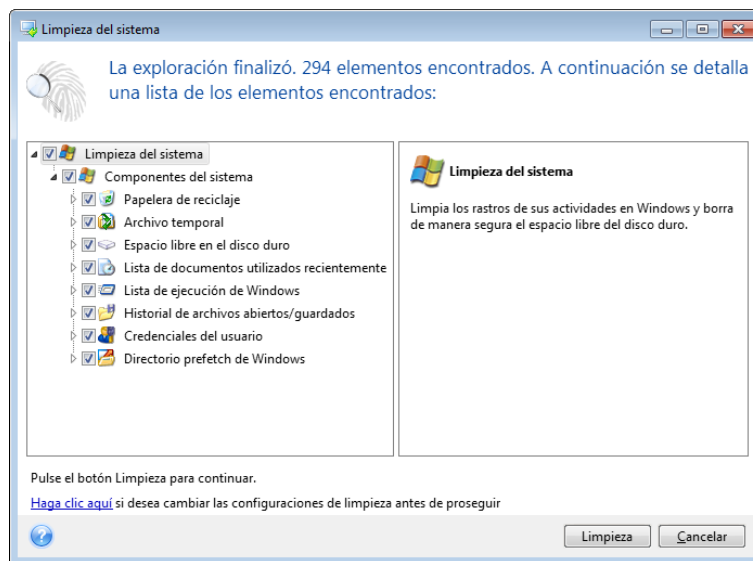 Limpieza del sistema
La exploración finalizó. 294 elementos encontrados. A continuación se detalla
una lista de los elementos encontrados:
Limpieza del sistema
Componentes del sistema
Papelera de reciclaje
Archivo temporal
Espacio libre en el disco duro
Lista de documentos utilizados recientemente
Lista de ejecución de Windows
Historial de archivos abiertos/guardados
Credenciales del usuario
Directorio prefetch de Windows
Limpieza del sistema
Limpia los rastros de sus actividades en Windows y borra
de manera segura el espacio libre del disco duro.
Pulse el botón Limpieza para continuar.
Haga clic aquí si desea cambiar las configuraciones de limpieza antes de proseguir
Limpieza
Cancelar